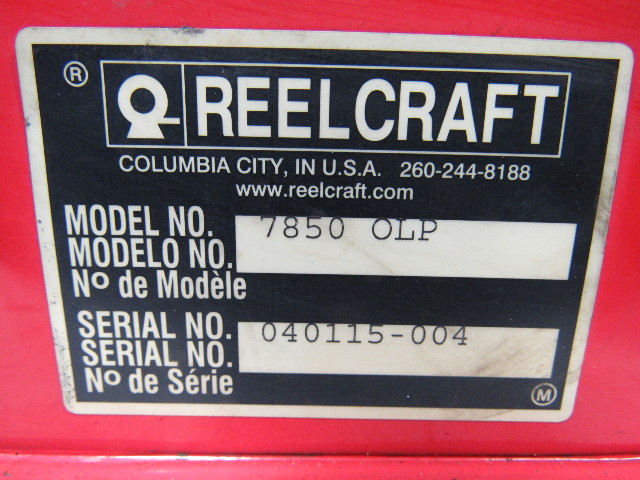 ® REELCRAFT
COLUMBIA CITY, IN U.S.A. 260-244-8188
www.reelcraft.com
MODEL NO. 7850 OLP
MODELO NO.
Nº de Modèle
SERIAL NO. 040115-004
SERIAL NO.
Nº de Série
M